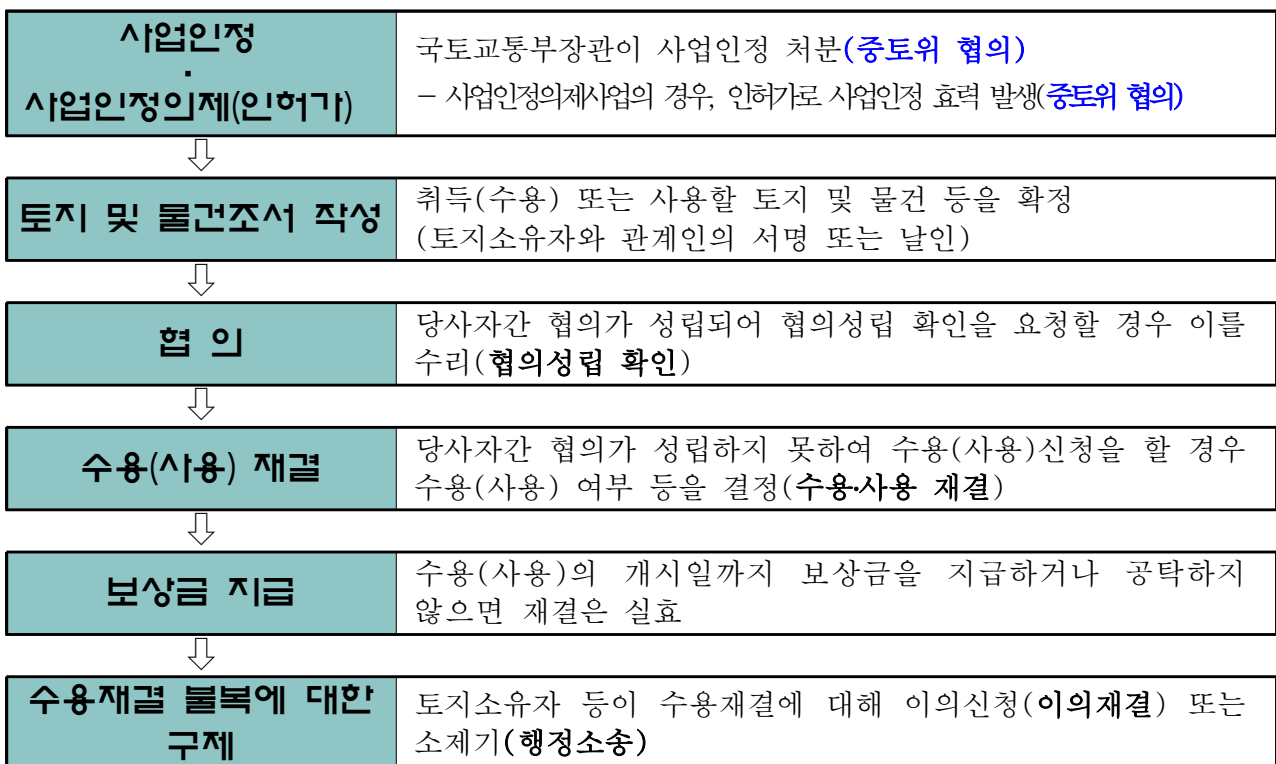 사업인정
·
사업인정의제(인허가)
국토교통부장관이 사업인정 처분(중토위 협의)
- 사업인정의제사업의 경우, 인허가로 사업인정 효력 발생(중토위 협의)
토지 및 물건조서 작성
취득(수용) 또는 사용할 토지 및 물건 등을 확정
(토지소유자와 관계인의 서명 또는 날인)
협 의
당사자간 협의가 성립되어 협의성립 확인을 요청할 경우 이를
수리(협의성립 확인)
수용(사용) 재결
당사자간 협의가 성립하지 못하여 수용(사용)신청을 할 경우
수용(사용) 여부 등을 결정(수용·사용 재결)
보상금 지급
수용(사용)의 개시일까지 보상금을 지급하거나 공탁하지
않으면 재결은 실효
수용재결 불복에 대한
구제
토지소유자 등이 수용재결에 대해 이의신청(이의재결) 또는
소제기(행정소송)